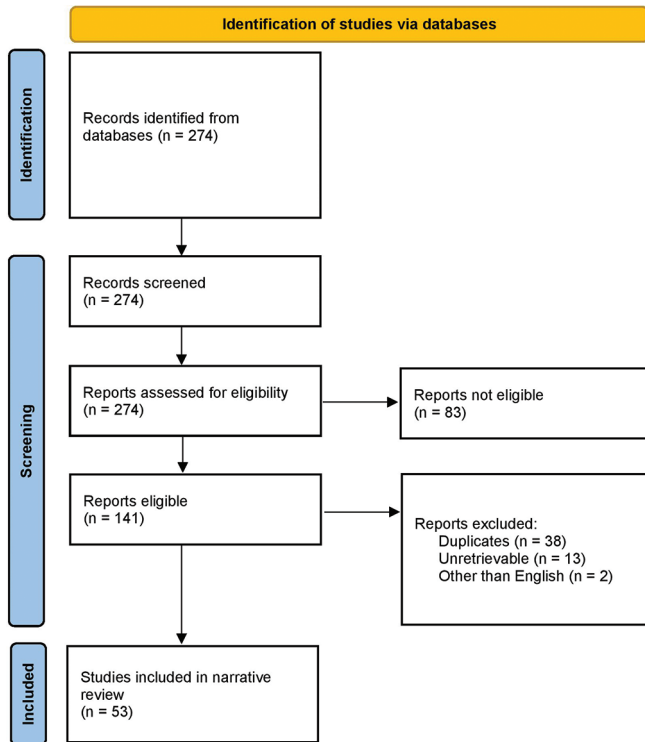 Identification of studies via databases
Identification
Records identified from
databases (n = 274)
Screening
Records screened
(n = 274)
Reports assessed for eligibility
(n = 274)
Reports not eligible
(n = 83)
Reports eligible
(n = 141)
Reports excluded:
Duplicates (n = 38)
Unretrievable (n = 13)
Other than English (n = 2)
Included
Studies included in narrative
review
(n = 53)